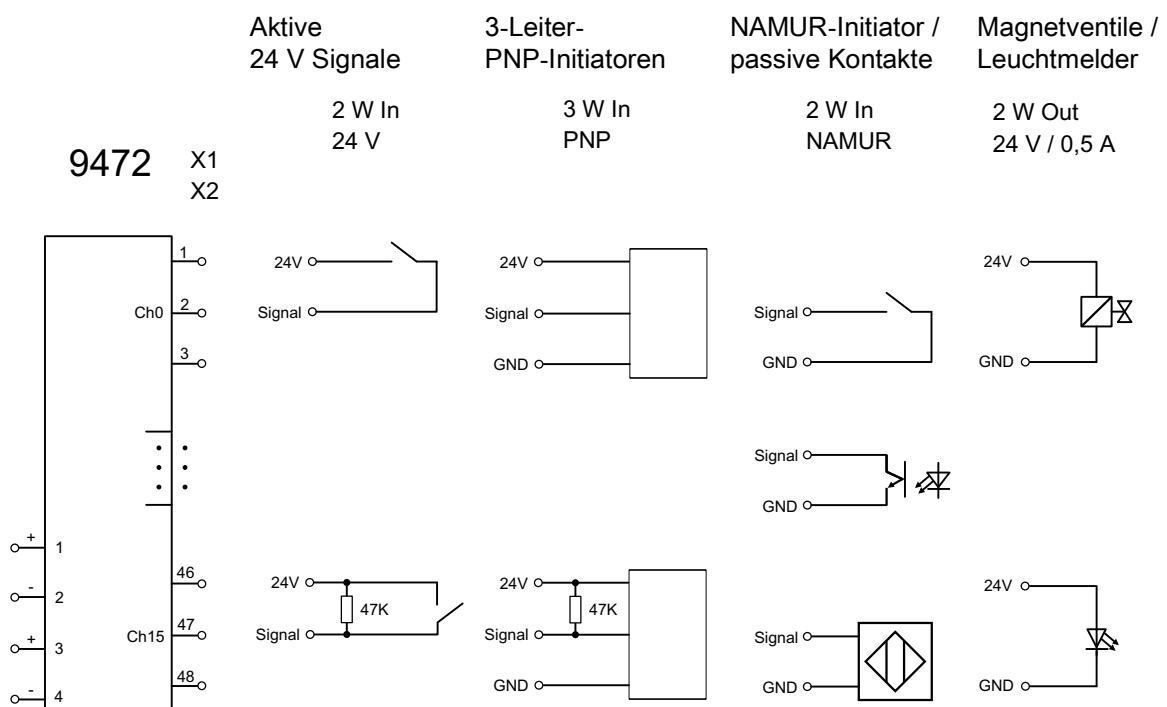 Aktive
24 V Signale
3-Leiter-
PNP-Initiatoren
NAMUR-Initiator /
passive Kontakte
Magnetventile /
Leuchtmelder
2 W In
24 V
3 W In
PNP
2 W In
NAMUR
2 W Out
24 V / 0,5 A
9472
X1
X2
1
Ch0
2
3
24V
Signal
24V
Signal
GND
Signal
GND
24V
GND
Signal
GND
+
1
-
2
+
3
-
4
46
Ch15
47
48
24V
47K
Signal
24V
47K
Signal
GND
Signal
GND
24V
GND